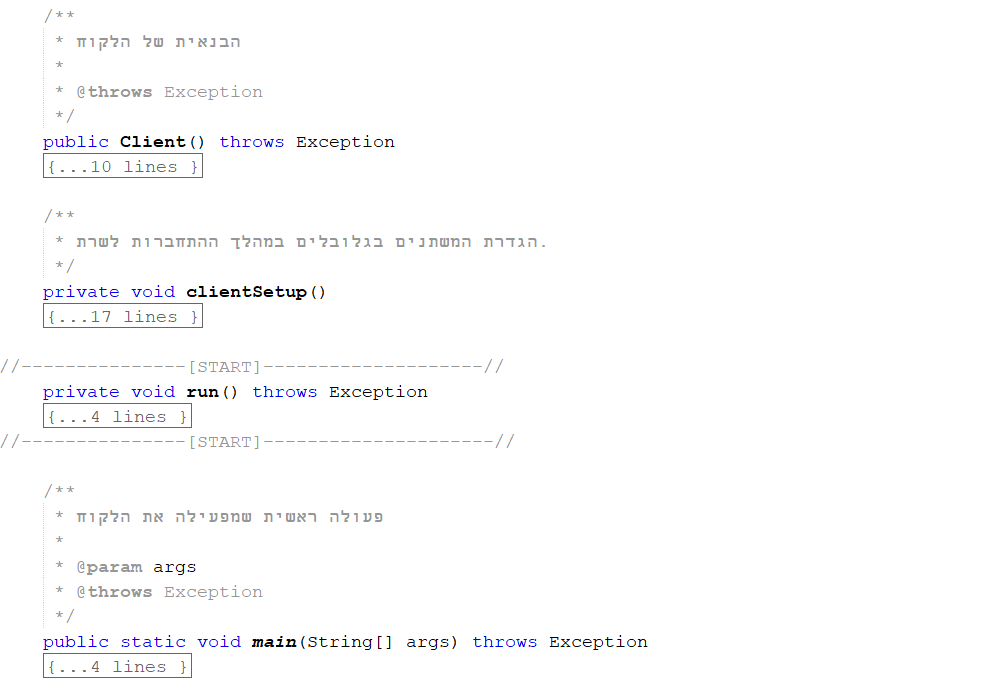 /**
* הבנאית של הלקוח
*
* @throws Exception
*/
public Client() throws Exception
{...10 lines }
/**
* הגדרת המשתנים בגלובלים במהלך ההתחברות לשרת.
*/
private void clientSetup()
{...17 lines }
//---------------[START]--------------------//
private void run() throws Exception
{...4 lines }
//---------------[START]---------------------//
/**
* פעולה ראשית שמפעילה את הלקוח
*
* @param args
* @throws Exception
*/
public static void main(String[] args) throws Exception
{...4 lines }